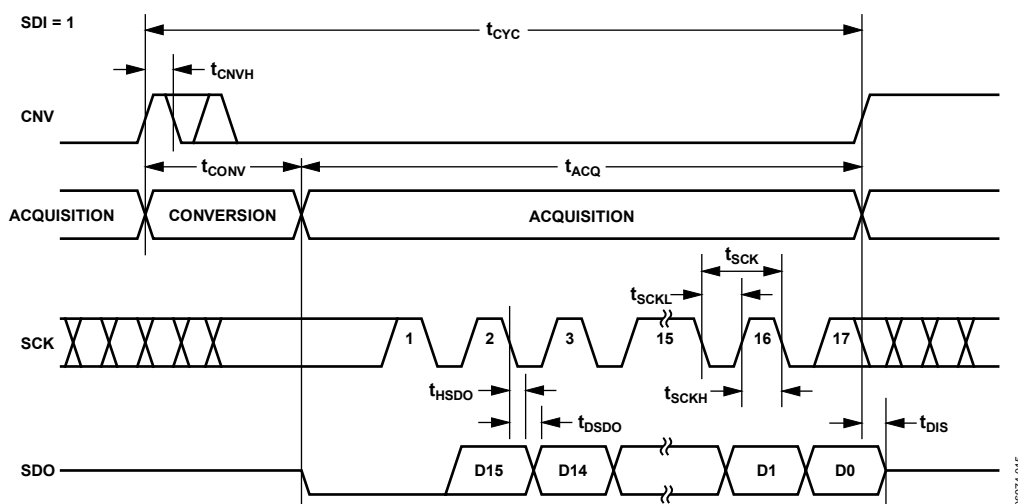 SDI = 1
tCYC
tCNVH
CNV
tCONV
tACQ
ACQUISITION
CONVERSION
ACQUISITION
tSCK
tSCKL
SCK
1
2
3
15
16
17
tHSDO
tSCKH
tDSDO
tDIS
SDO
D15
D14
D1
D0